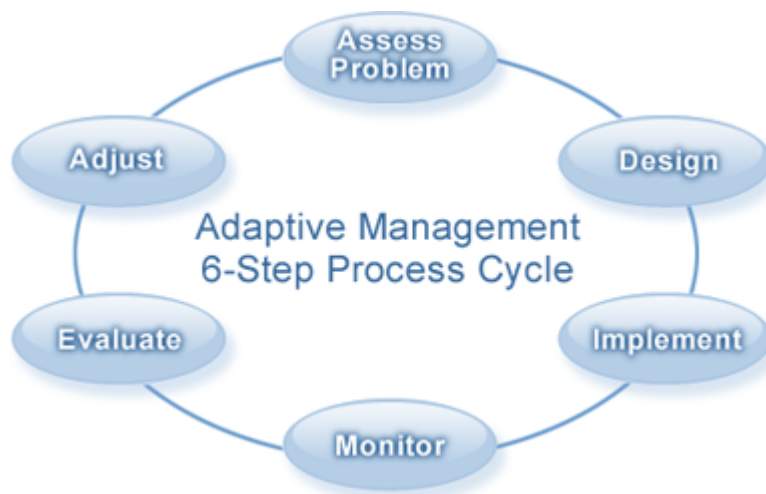 Assess
Problem
Adjust
Design
Adaptive Management
6-Step Process Cycle
Evaluate
Implement
Monitor